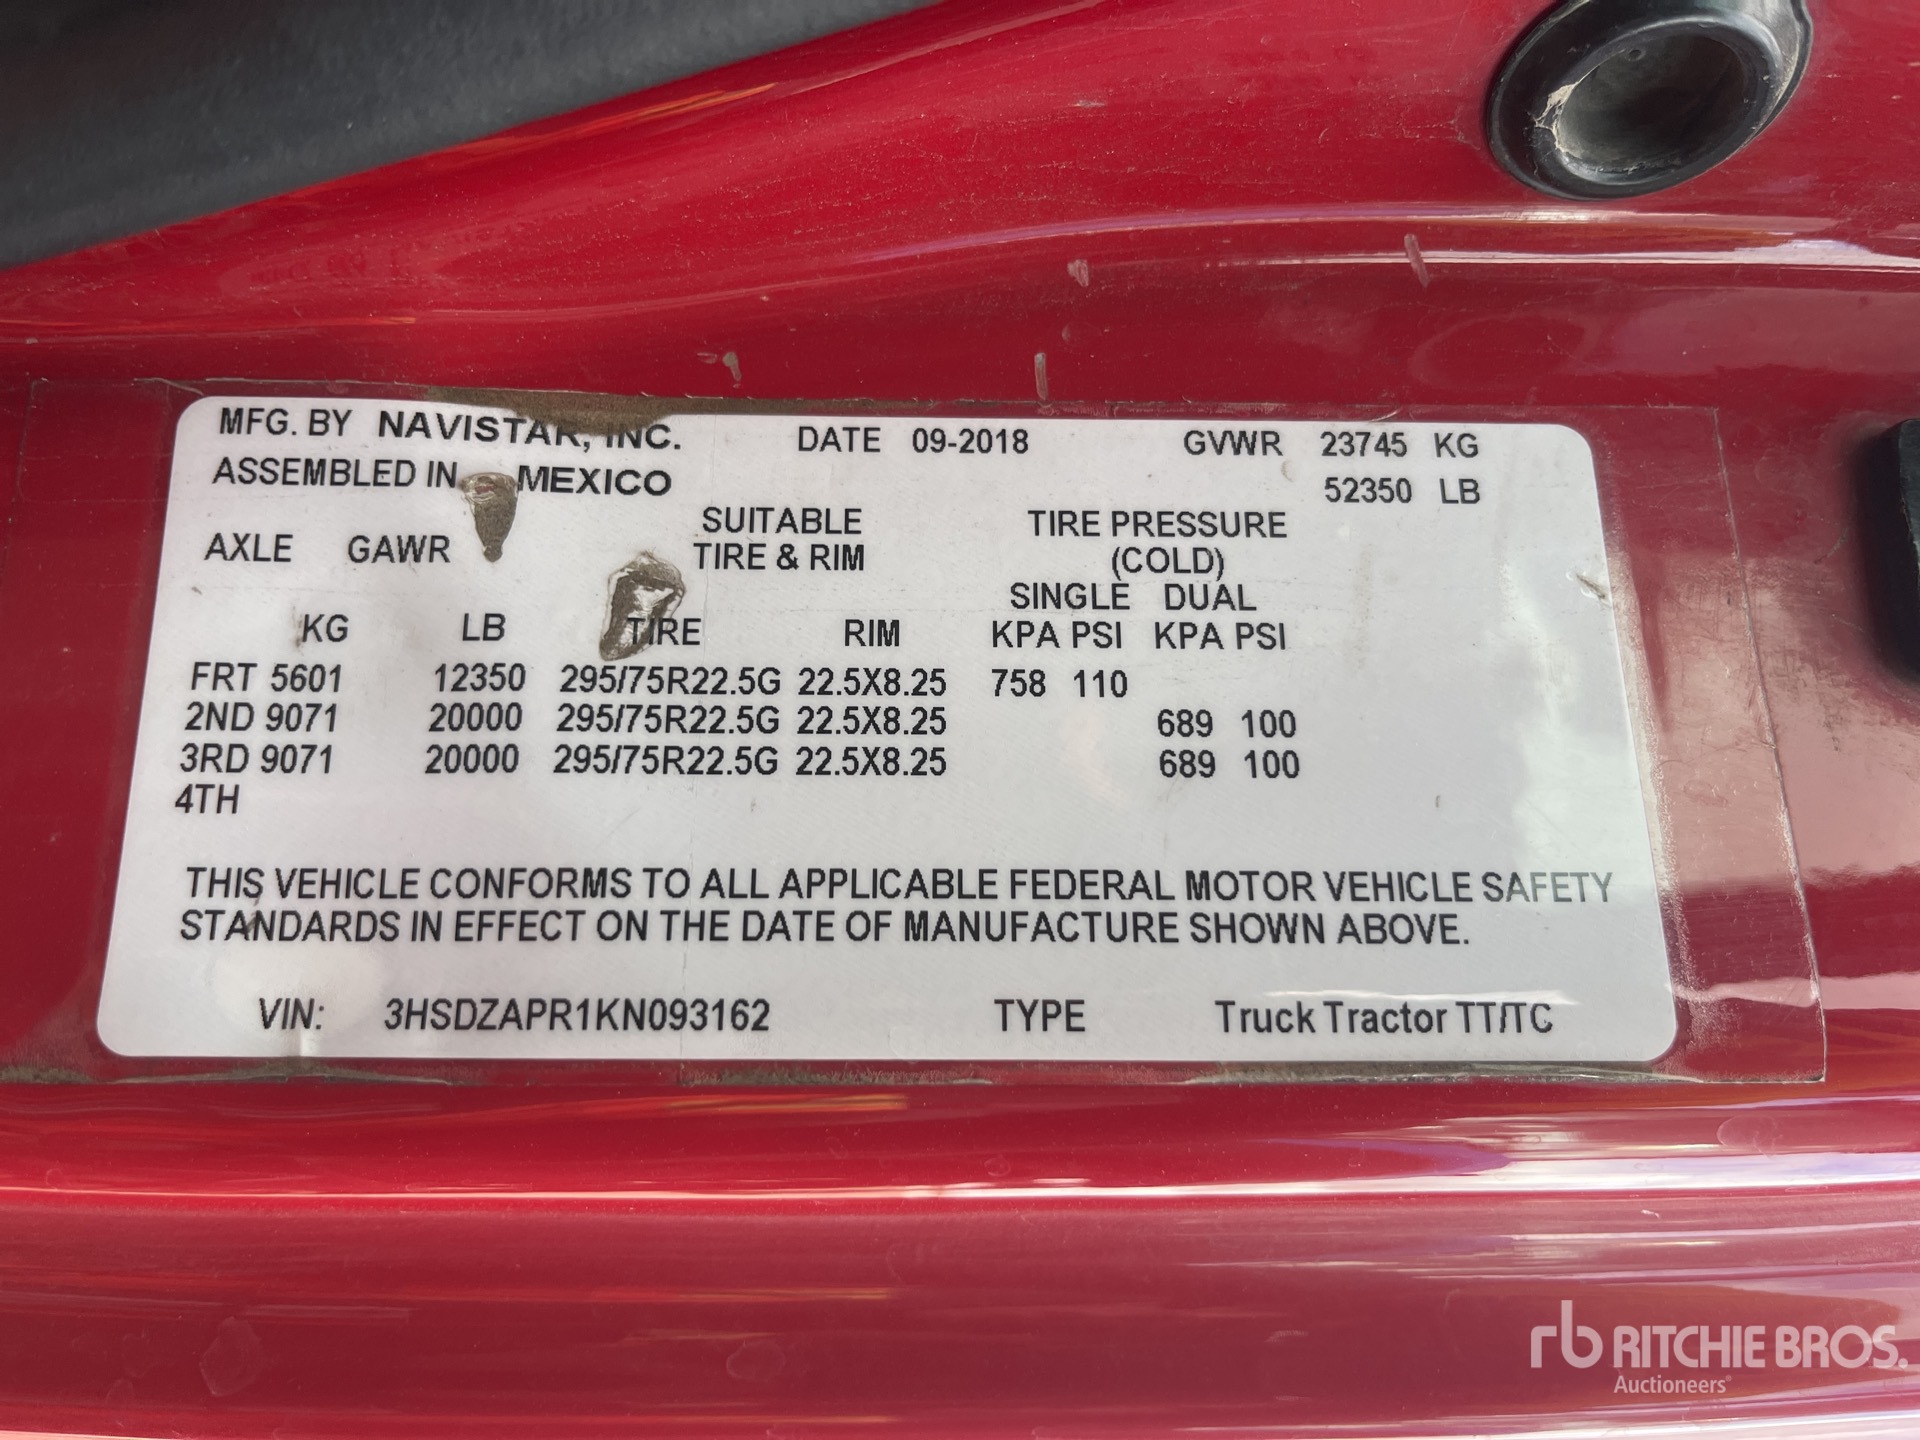 MFG. BY NAVISTAR, INC. DATE 09-2018 GVWR 23745 KG
ASSEMBLED IN MEXICO 52350 LB
AXLE GAWR SUITABLE TIRE PRESSURE
TIRE & RIM (COLD)
SINGLE DUAL
KG LB TIRE RIM KPA PSI KPA PSI
FRT 5601 12350 295/75R22.5G 22.5X8.25 758 110
2ND 9071 20000 295/75R22.5G 22.5X8.25 689 100
3RD 9071 20000 295/75R22.5G 22.5X8.25 689 100
4TH
THIS VEHICLE CONFORMS TO ALL APPLICABLE FEDERAL MOTOR VEHICLE SAFETY
STANDARDS IN EFFECT ON THE DATE OF MANUFACTURE SHOWN ABOVE.
VIN: 3HSDZAPR1KN093162 TYPE Truck Tractor TT/TC
rb RITCHIE BROS.
Auctioneers